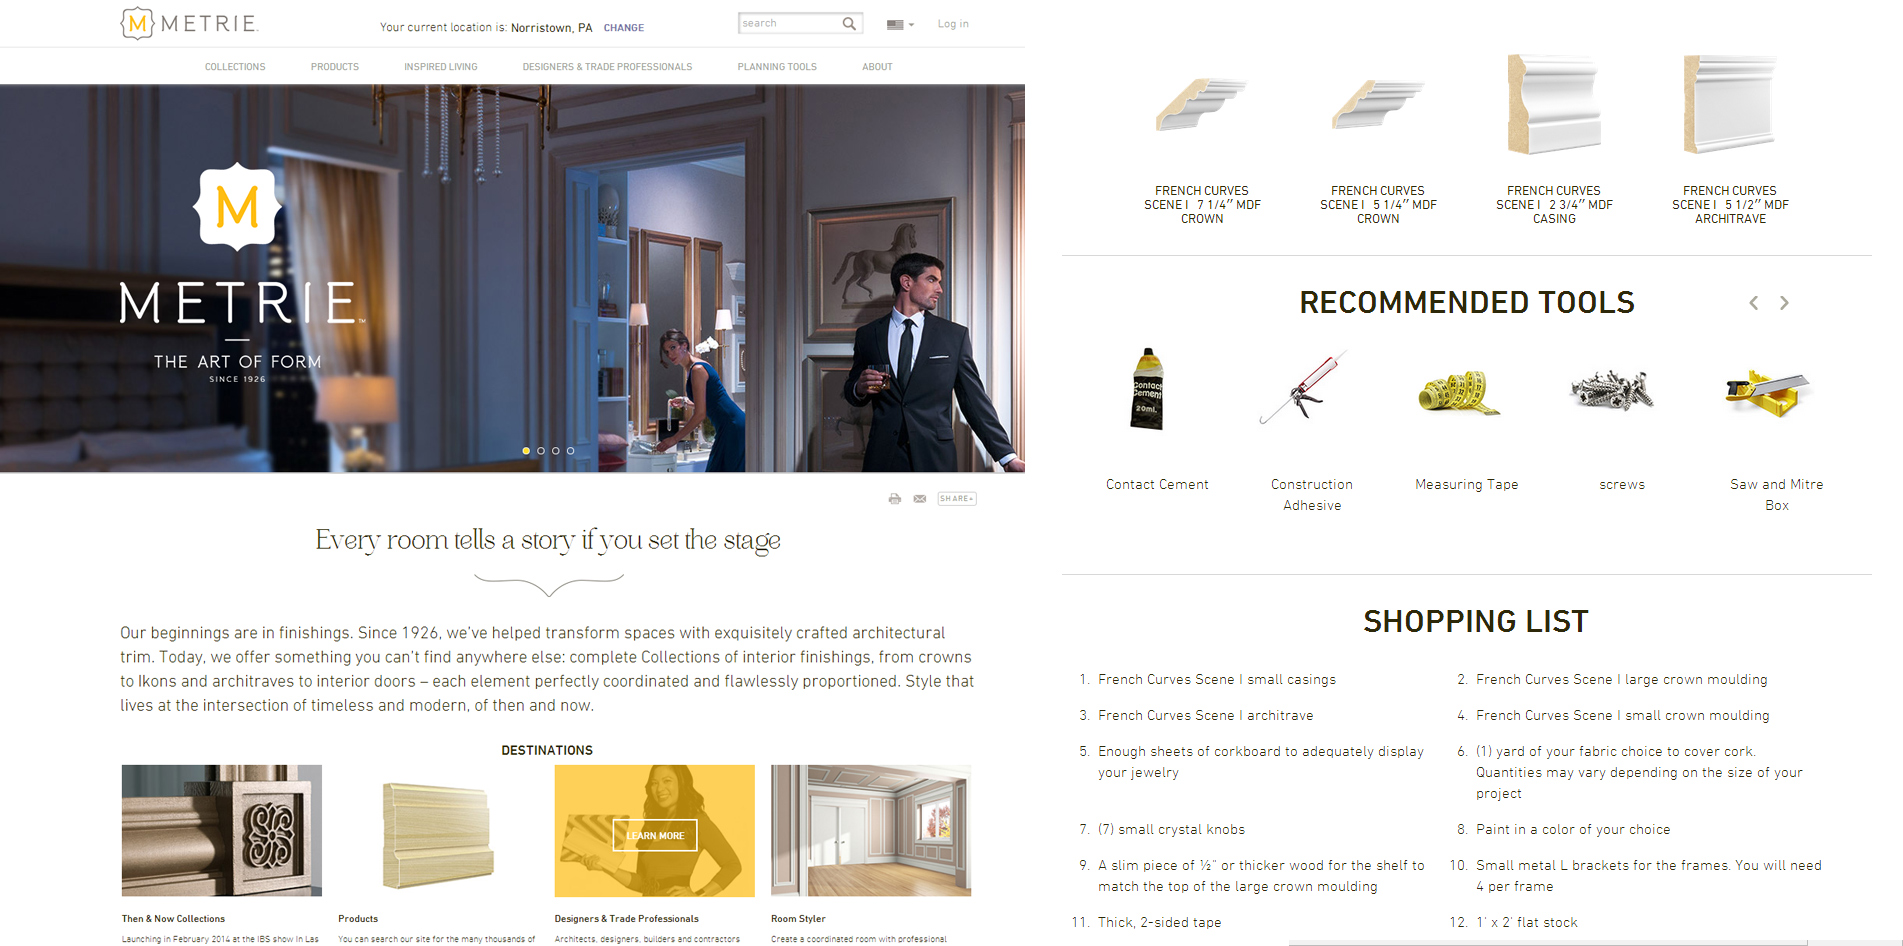 METRIE
Your current location is: Norristown, PA CHANGE
search
Log in
COLLECTIONS PRODUCTS INSPIRED LIVING DESIGNERS & TRADE PROFESSIONALS PLANNING TOOLS ABOUT
M
METRIE™
THE ART OF FORM
SINCE 1926
SHARE+
Every room tells a story if you set the stage
Our beginnings are in finishings. Since 1926, we've helped transform spaces with exquisitely crafted architectural
trim. Today, we offer something you can't find anywhere else: complete Collections of interior finishings, from crowns
to Ikons and architraves to interior doors – each element perfectly coordinated and flawlessly proportioned. Style that
lives at the intersection of timeless and modern, of then and now.
DESTINATIONS
LEARN MORE
Then & Now Collections
Launching in February 2014 at the IBS show In Las
Products
You can search our site for the many thousands of
Designers & Trade Professionals
Architects, designers, builders and contractors
Room Styler
Create a coordinated room with professional
FRENCH CURVES
SCENE I 7 1/4″ MDF
CROWN
FRENCH CURVES
SCENE I 5 1/4″ MDF
CROWN
FRENCH CURVES
SCENE I 2 3/4″ MDF
CASING
FRENCH CURVES
SCENE I 5 1/2″ MDF
ARCHITRAVE
RECOMMENDED TOOLS
Contact
Cement
20ml.
Contact Cement
Construction
Adhesive
Measuring Tape
screws
Saw and Mitre
Box
SHOPPING LIST
1. French Curves Scene I small casings
2. French Curves Scene I large crown moulding
3. French Curves Scene I architrave
4. French Curves Scene I small crown moulding
5. Enough sheets of corkboard to adequately display
your jewelry
6. (1) yard of your fabric choice to cover cork.
Quantities may vary depending on the size of your
project
7. (7) small crystal knobs
8. Paint in a color of your choice
9. A slim piece of ½" or thicker wood for the shelf to
match the top of the large crown moulding
10. Small metal L brackets for the frames. You will need
4 per frame
11. Thick, 2-sided tape
12. 1' x 2' flat stock